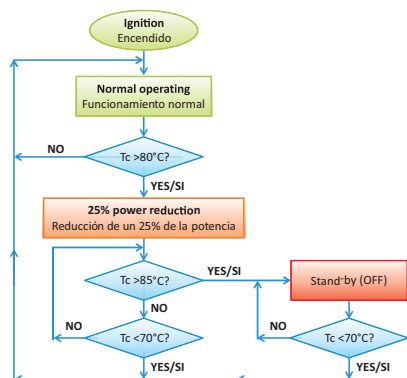 Ignition
Encendido
Normal operating
Funcionamiento normal
NO
Tc >80°C?
YES/SI
25% power reduction
Reducción de un 25% de la potencia
YES/SI
Tc >85°C?
Stand-by (OFF)
NO
NO
Tc <70°C?
NO
Tc <70°C?
YES/SI
YES/SI